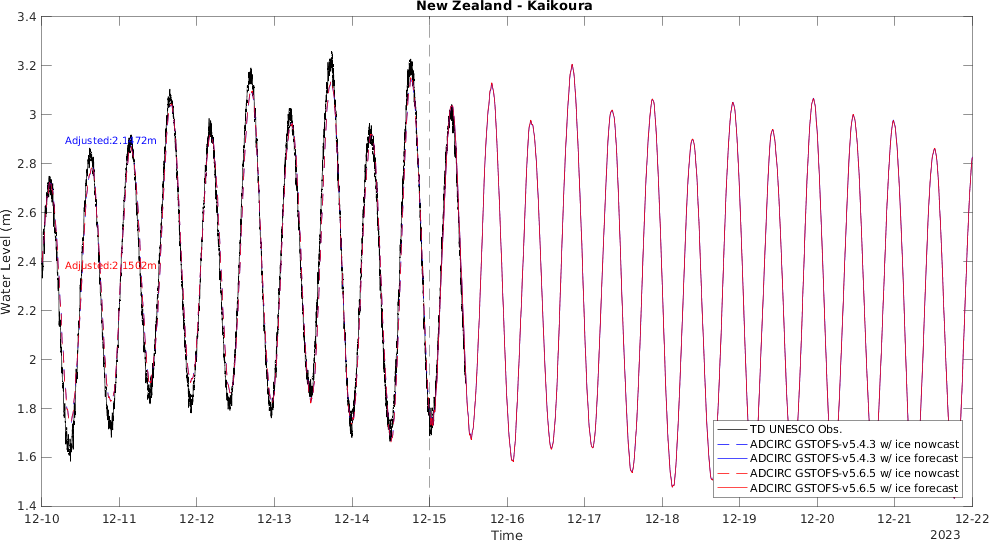 New Zealand - Kaikoura
3.4
3.2
3
2.8
2.6
2.4
2.2
2
1.8
1.6
1.4
Water Level (m)
Adjusted:2.1472m
Adjusted:2.1502m
TD UNESCO Obs.
ADCIRC GSTOFS-v5.4.3 w/ ice nowcast
ADCIRC GSTOFS-v5.4.3 w/ ice forecast
ADCIRC GSTOFS-v5.6.5 w/ ice nowcast
ADCIRC GSTOFS-v5.6.5 w/ ice forecast
12-10 12-11 12-12 12-13 12-14 12-15 12-16 12-17 12-18 12-19 12-20 12-21 12-22
Time
2023